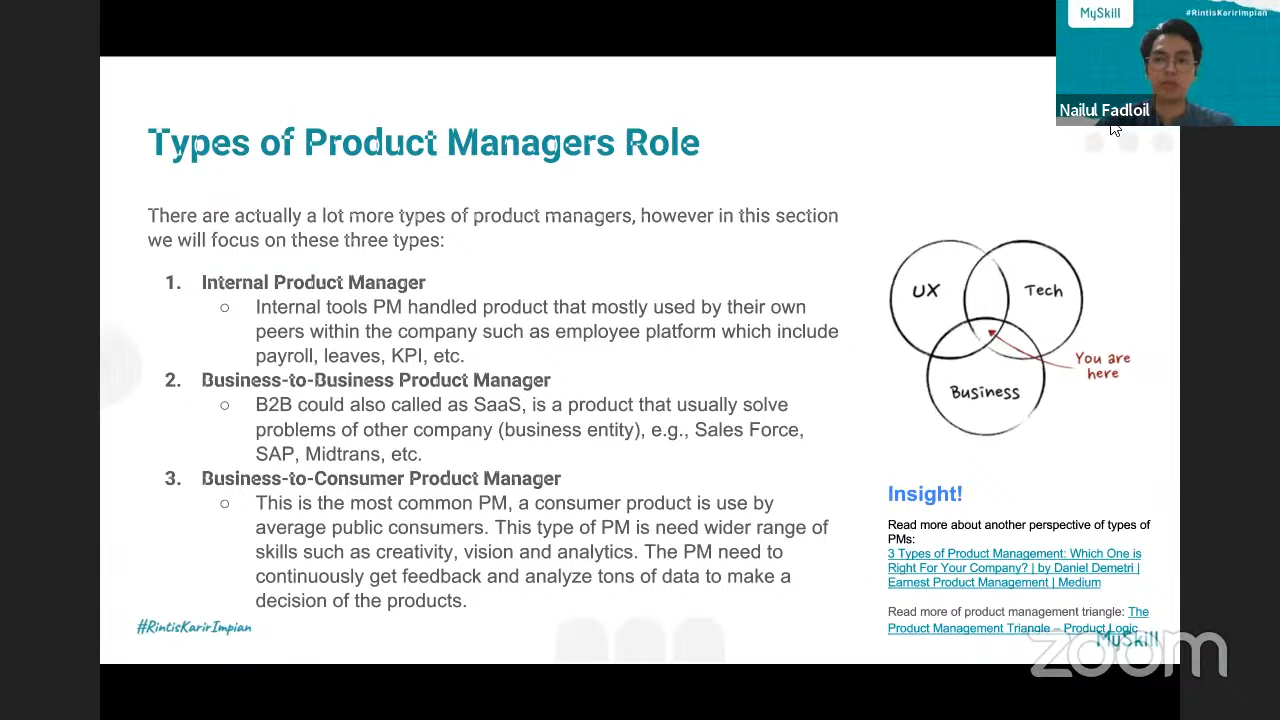 MySkill
#RintisKarirImpian
Nailul Fadloil
Types of Product Managers Role
There are actually a lot more types of product managers, however in this section
we will focus on these three types:
1. Internal Product Manager
○ Internal tools PM handled product that mostly used by their own
peers within the company such as employee platform which include
payroll, leaves, KPI, etc.
2. Business-to-Business Product Manager
○ B2B could also called as SaaS, is a product that usually solve
problems of other company (business entity), e.g., Sales Force,
SAP, Midtrans, etc.
3. Business-to-Consumer Product Manager
○ This is the most common PM, a consumer product is use by
average public consumers. This type of PM is need wider range of
skills such as creativity, vision and analytics. The PM need to
continuously get feedback and analyze tons of data to make a
decision of the products.
UX
Tech
Business
You are
here
Insight!
Read more about another perspective of types of
PMs:
3 Types of Product Management: Which One is
Right For Your Company? | by Daniel Demetri |
Earnest Product Management | Medium
Read more of product management triangle: The
Product Management Triangle – Product Logic
#RintisKarirImpian
MySkill
zoom